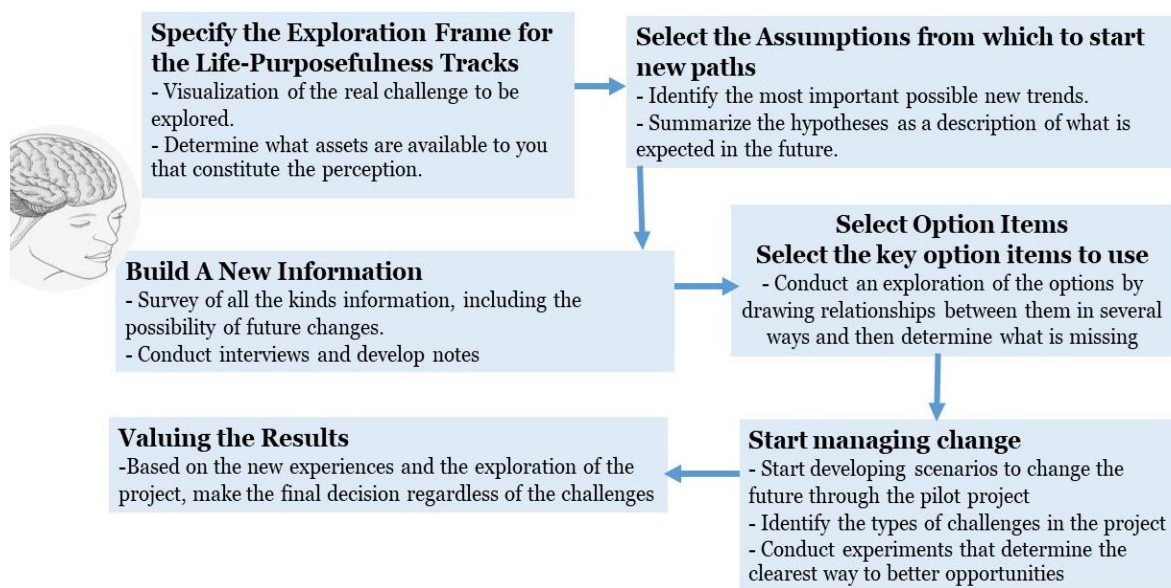 Specify the Exploration Frame for
the Life-Purposefulness Tracks
- Visualization of the real challenge to be
explored.
- Determine what assets are available to you
that constitute the perception.
Select the Assumptions from which to start
new paths
- Identify the most important possible new trends.
- Summarize the hypotheses as a description of what is
expected in the future.
Build A New Information
- Survey of all the kinds information, including the
possibility of future changes.
- Conduct interviews and develop notes
Select Option Items
Select the key option items to use
- Conduct an exploration of the options by
drawing relationships between them in several
ways and then determine what is missing
Start managing change
- Start developing scenarios to change the
future through the pilot project
- Identify the types of challenges in the project
- Conduct experiments that determine the
clearest way to better opportunities
Valuing the Results
-Based on the new experiences and the exploration of the
project, make the final decision regardless of the challenges